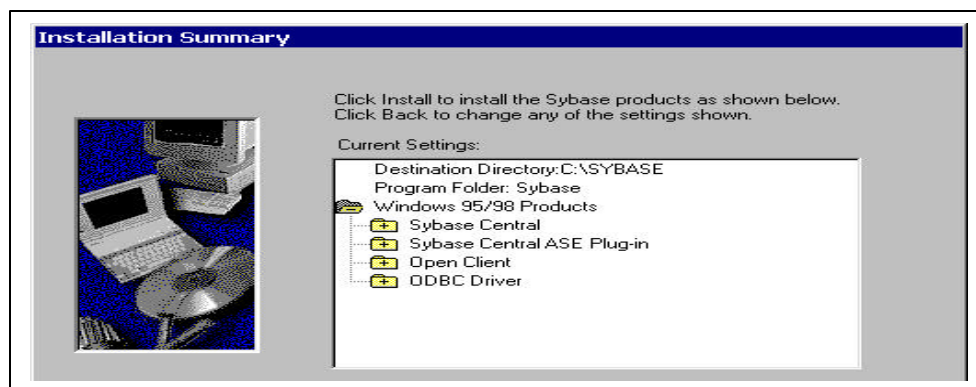 Installation Summary
Click Install to install the Sybase products as shown below.
Click Back to change any of the settings shown.
Current Settings:
Destination Directory:C:\SYBASE
Program Folder: Sybase
Windows 95/98 Products
Sybase Central
Sybase Central ASE Plug-in
Open Client
ODBC Driver